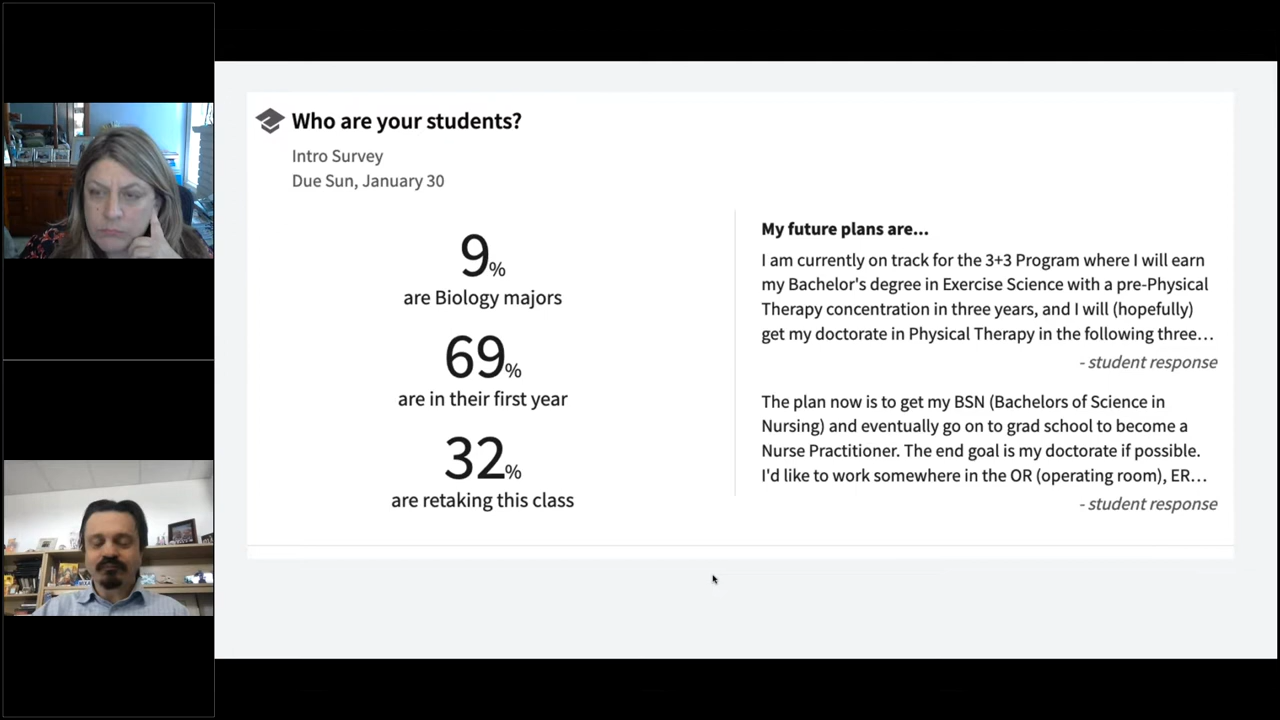 Who are your students?
Intro Survey
Due Sun, January 30
9%
are Biology majors
69%
are in their first year
32%
are retaking this class
My future plans are...
I am currently on track for the 3+3 Program where I will earn
my Bachelor's degree in Exercise Science with a pre-Physical
Therapy concentration in three years, and I will (hopefully)
get my doctorate in Physical Therapy in the following three...
- student response
The plan now is to get my BSN (Bachelors of Science in
Nursing) and eventually go on to grad school to become a
Nurse Practitioner. The end goal is my doctorate if possible.
I'd like to work somewhere in the OR (operating room), ER...
- student response